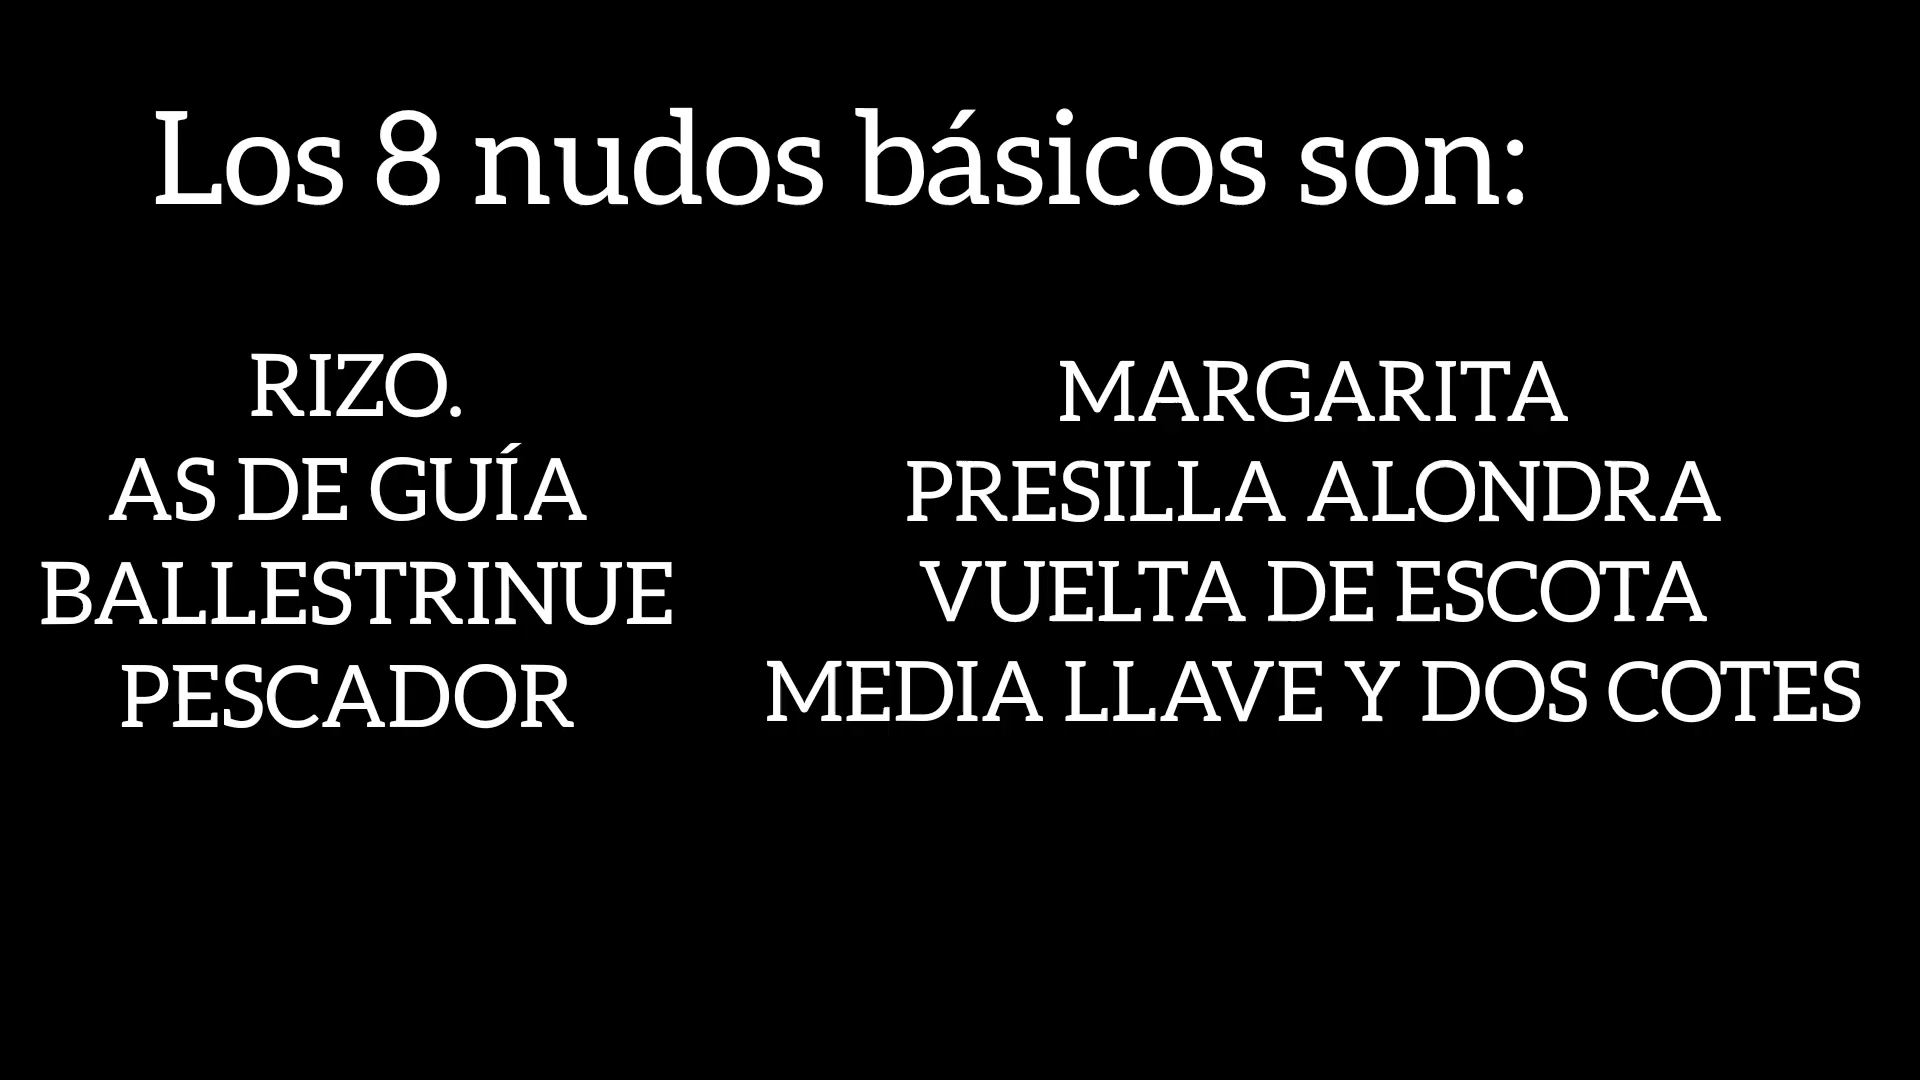 Los 8 nudos básicos son:
RIZO.
AS DE GUÍA
BALLESTRINUE
PESCADOR
MARGARITA
PRESILLA ALONDRA
VUELTA DE ESCOTA
MEDIA LLAVE Y DOS COTES